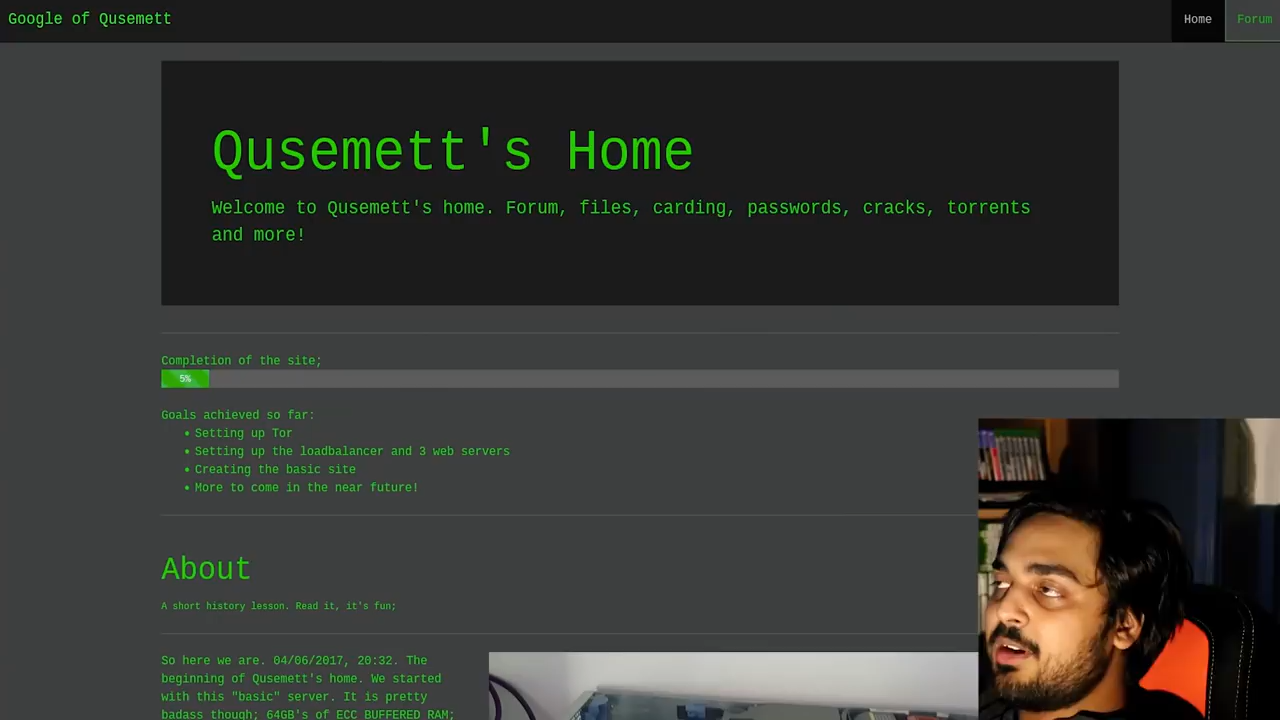 Google of Qusemett
Home
Forum
Qusemett's Home
Welcome to Qusemett's home. Forum, files, carding, passwords, cracks, torrents
and more!
Completion of the site;
5%
Goals achieved so far:
• Setting up Tor
• Setting up the loadbalancer and 3 web servers
• Creating the basic site
• More to come in the near future!
About
A short history lesson. Read it, it's fun;
So here we are. 04/06/2017, 20:32. The
beginning of Qusemett's home. We started
with this "basic" server. It is pretty
badass though; 64GB's of ECC BUFFERED RAM;